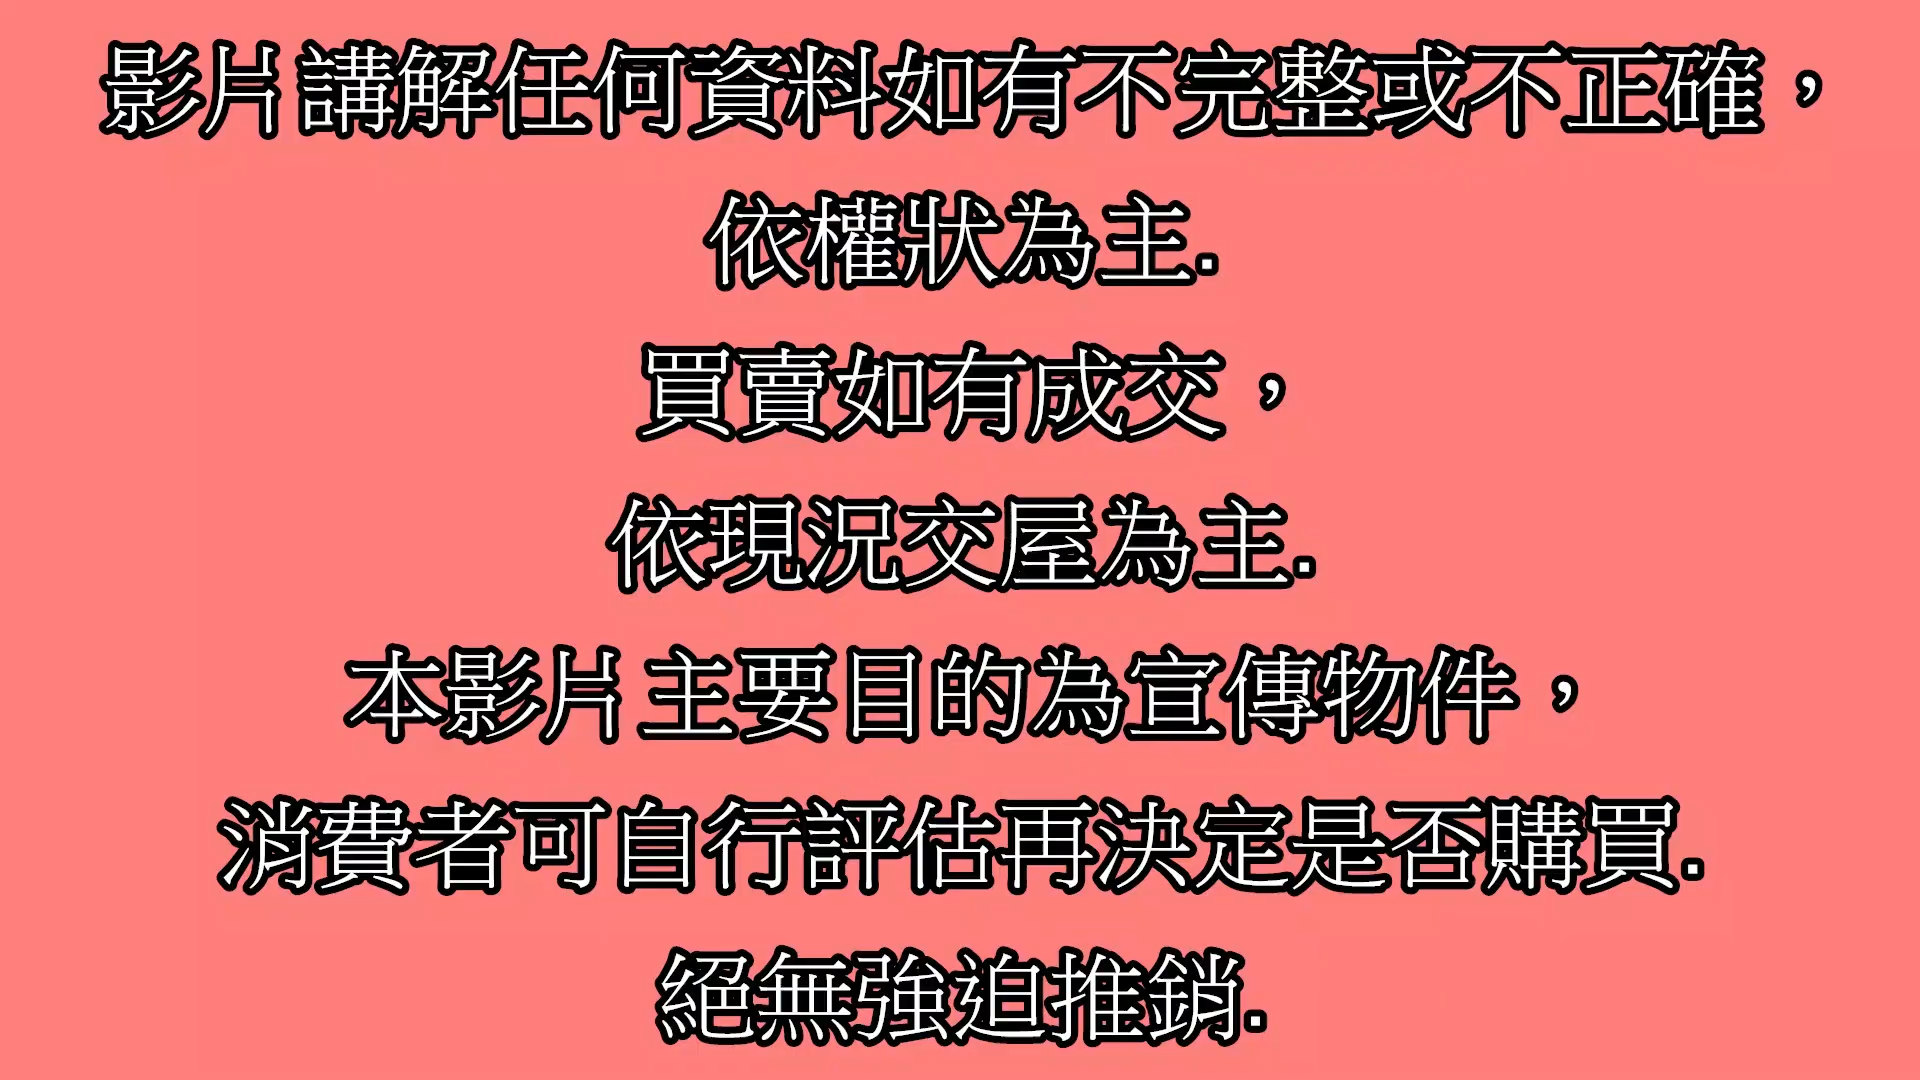 影片講解任何資料如有不完整或不正確，
依權狀為主.
買賣如有成交，
依現況交屋為主.
本影片主要目的為宣傳物件，
消費者可自行評估再決定是否購買.
絕無強迫推銷.